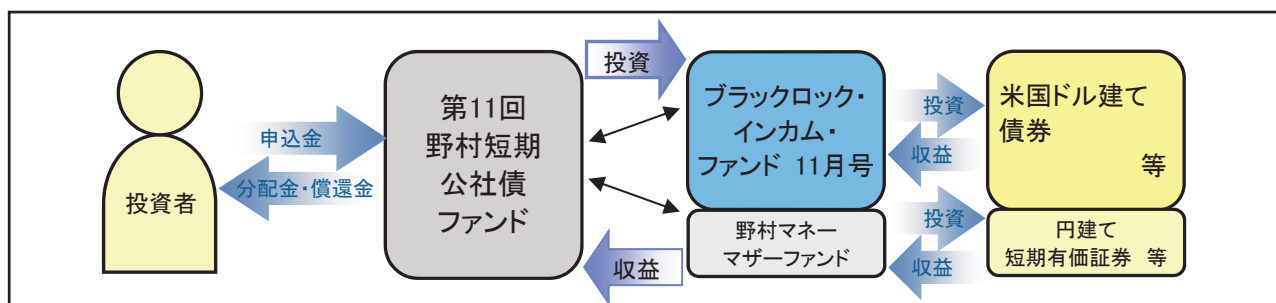 投資者
申込金
分配金・償還金
第11回
野村短期
公社債
ファンド
投資
収益
ブラックロック・
インカム・
ファンド 11月号
野村マネー
マザーファンド
投資
収益
投資
収益
米国ドル建て
債券
等
円建て
短期有価証券 等